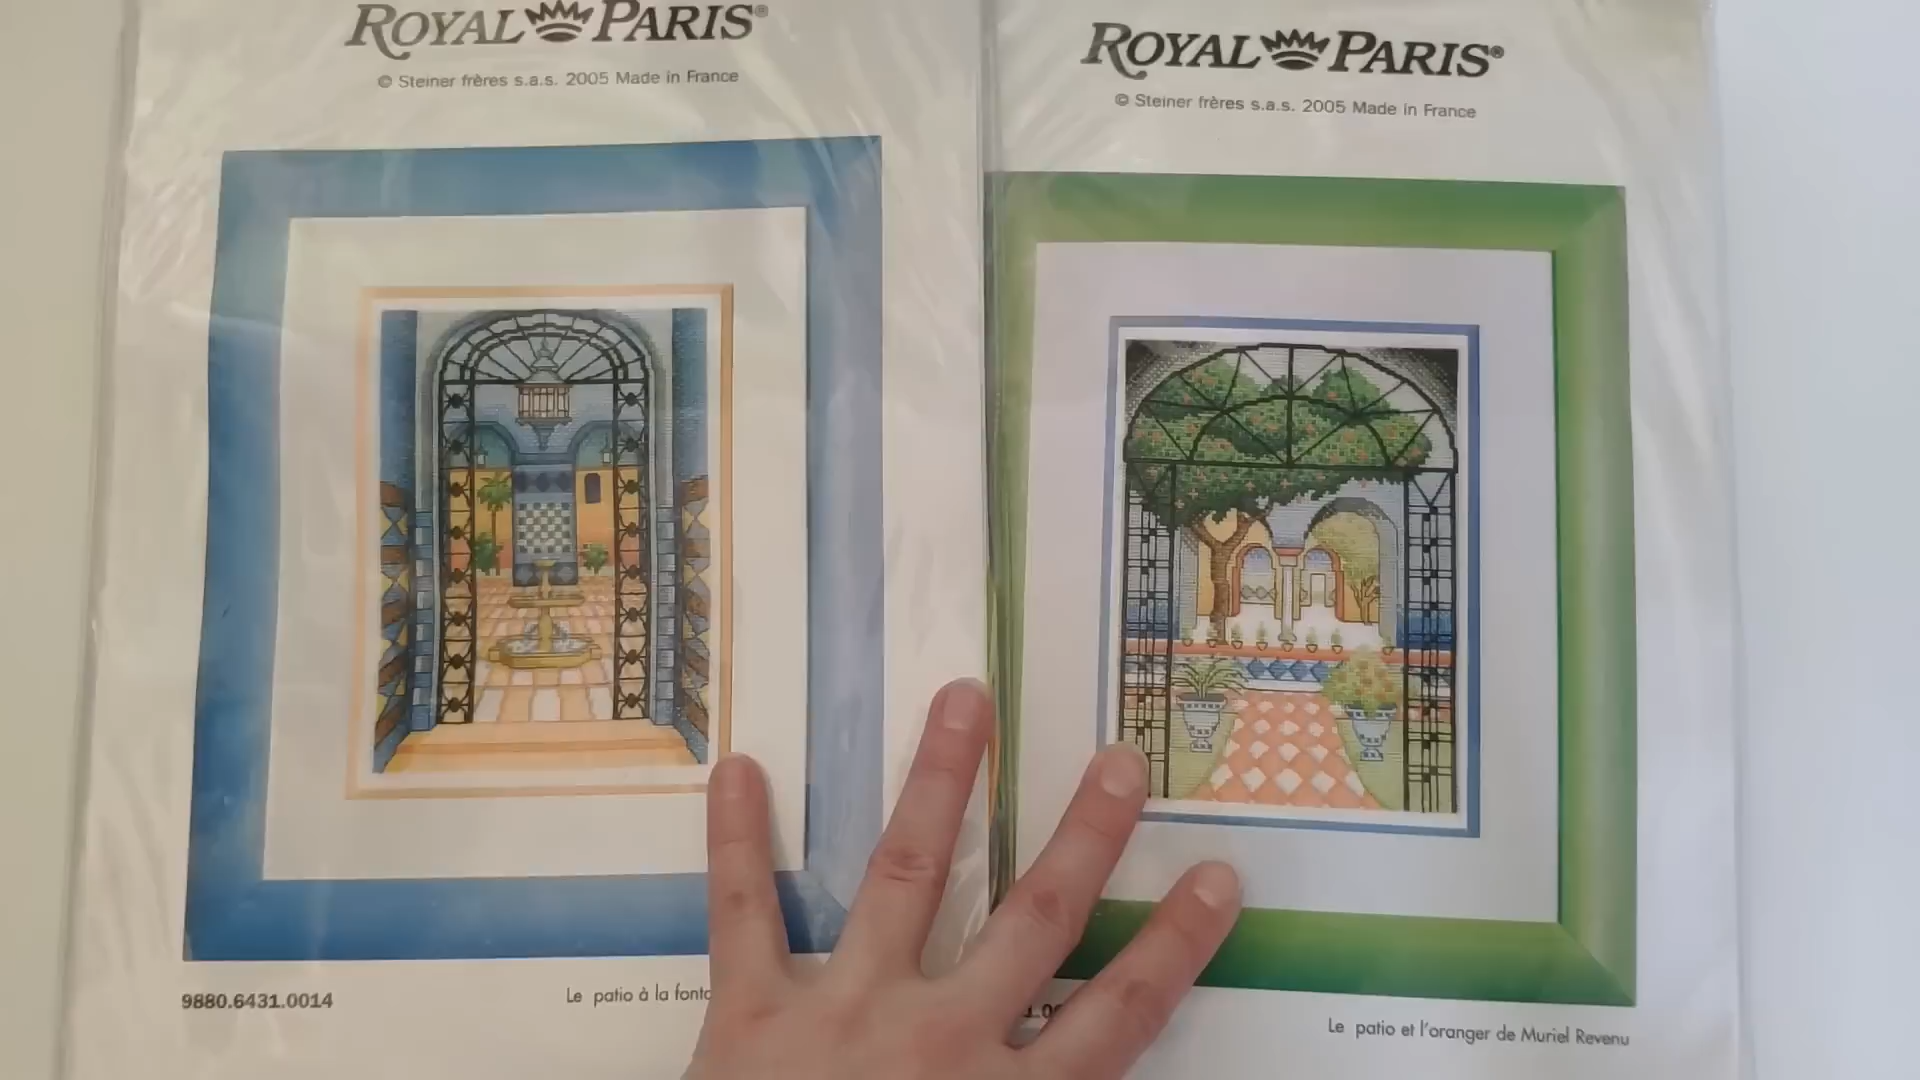 ROYAL PARIS®
© Steiner frères s.a.s. 2005 Made in France
9880.6431.0014
Le patio à la
ROYAL PARIS®
© Steiner frères s.a.s. 2005 Made in France
Le patio et l'oranger de Muriel Revenu